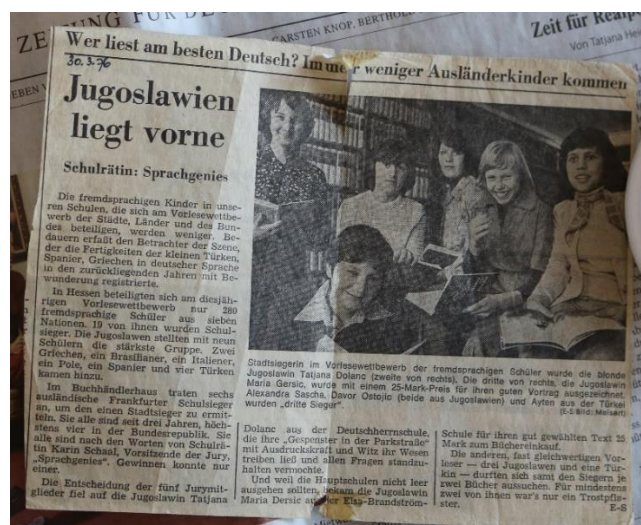 ZEITUNG FÜR DE
CARSTEN KNOP, BERTHOLD
Zeit für Realp
Von Tatjana Hei
EBEN V
Wer liest am besten Deutsch? Immer weniger Ausländerkinder kommen
30.3.76
Jugoslawien
liegt vorne
Schulrätin: Sprachgenies
Die fremdsprachigen Kinder in unse-
ren Schulen, die sich am Vorlesewettbe-
werb der Städte, Länder und des Bun-
des beteiligen, werden weniger. Be-
dauern erfaßt den Betrachter der Szene,
der die Fertigkeiten der kleinen Türken,
Spanier, Griechen in deutscher Sprache
in den zurückliegenden Jahren mit Be-
wunderung registrierte.
In Hessen beteiligten sich am diesjäh-
rigen Vorlesewettbewerb nur 280
fremdsprachige Schüler aus sieben
Nationen. 19 von ihnen wurden Schul-
sieger. Die Jugoslawen stellten mit neun
Schülern die stärkste Gruppe. Zwei
Griechen, ein Brasilianer, ein Italiener,
ein Pole, ein Spanier und vier Türken
kamen hinzu.
Im Buchhändlerhaus traten sechs
ausländische Frankfurter Schulsieger
an, um den einen Stadtsieger zu ermit-
teln. Sie alle sind seit drei Jahren, höch-
stens vier in der Bundesrepublik. Sie
alle sind nach den Worten von Schulrä-
tin Karin Schaal, Vorsitzende der Jury,
„Sprachgenies“. Gewinnen konnte nur
einer.
Die Entscheidung der fünf Jurymit-
glieder fiel auf die Jugoslawin Tatjana
Stadtsiegerin im Vorlesewettbewerb der fremdsprachigen Schüler wurde die blonde
Jugoslawin Tatjana Dolanc (zweite von rechts). Die dritte von rechts, die Jugoslawin
Maria Gersic, wurde mit einem 25-Mark-Preis für ihren guten Vortrag ausgezeichnet.
Alexandra Sascha, Davor Ostojic (beide aus Jugoslawien) und Ayten aus der Türkei
wurden „dritte Sieger“.
(E-S Bild: Meisert)
Dolanc aus der Deutschherrnschule,
die ihre „Gespenster in der Parkstraße“
mit Ausdruckskraft und Witz ihr Wesen
treiben ließ und allen Fragen standzu-
halten vermochte.
Und weil die Hauptschulen nicht leer
ausgehen sollten, bekam die Jugoslawin
Maria Dersic aus der Elsa-Brandström-
Schule für ihren gut gewählten Text 25
Mark zum Büchereinkauf.
Die anderen, fast gleichwertigen Vor-
leser — drei Jugoslawen und eine Tür-
kin — durften sich samt den Siegern je
zwei Bücher aussuchen. Für mindestens
zwei von ihnen war's nur ein Trostpfla-
ster.
E-S